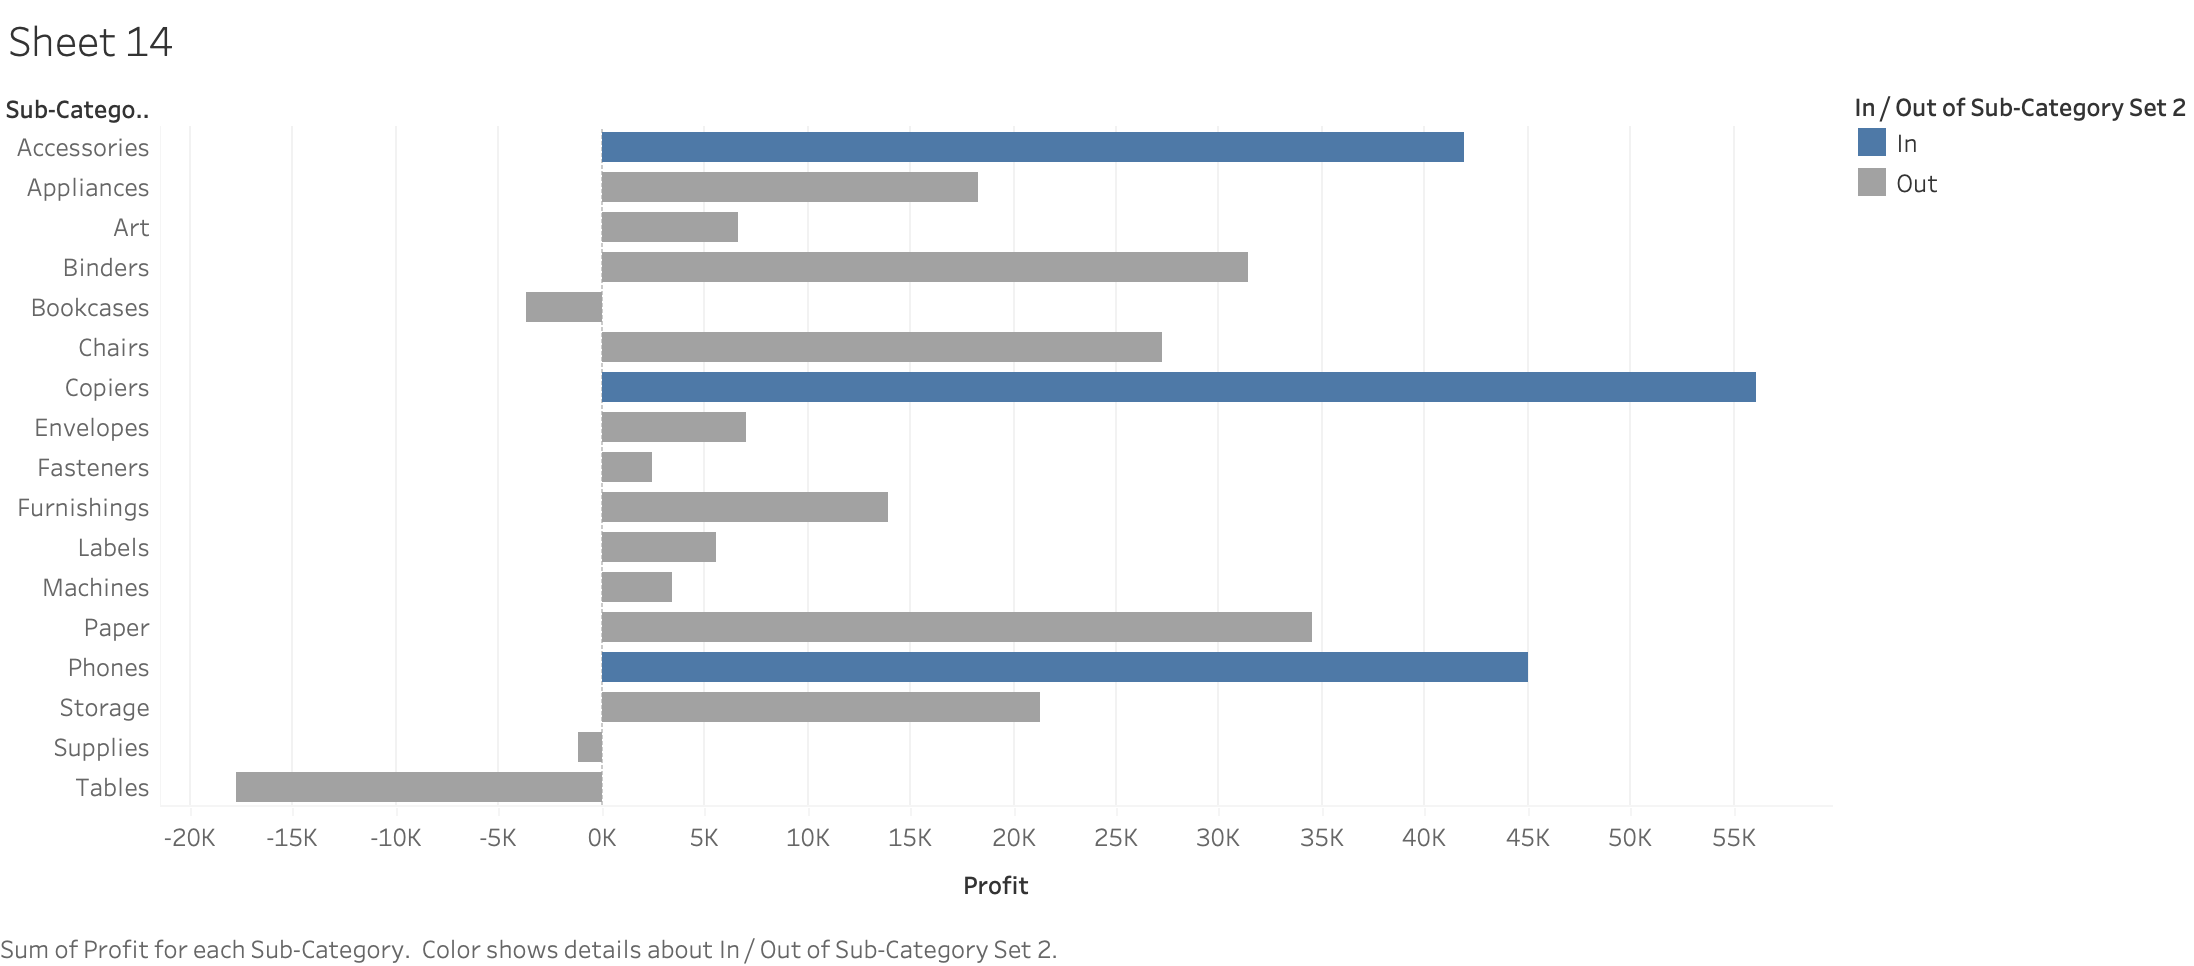 Sheet 14
Sub-Catego..
In / Out of Sub-Category Set 2
In
Out
Accessories
Appliances
Art
Binders
Bookcases
Chairs
Copiers
Envelopes
Fasteners
Furnishings
Labels
Machines
Paper
Phones
Storage
Supplies
Tables
-20K -15K -10K -5K 0K 5K 10K 15K 20K 25K 30K 35K 40K 45K 50K 55K
Profit
Sum of Profit for each Sub-Category.  Color shows details about In / Out of Sub-Category Set 2.